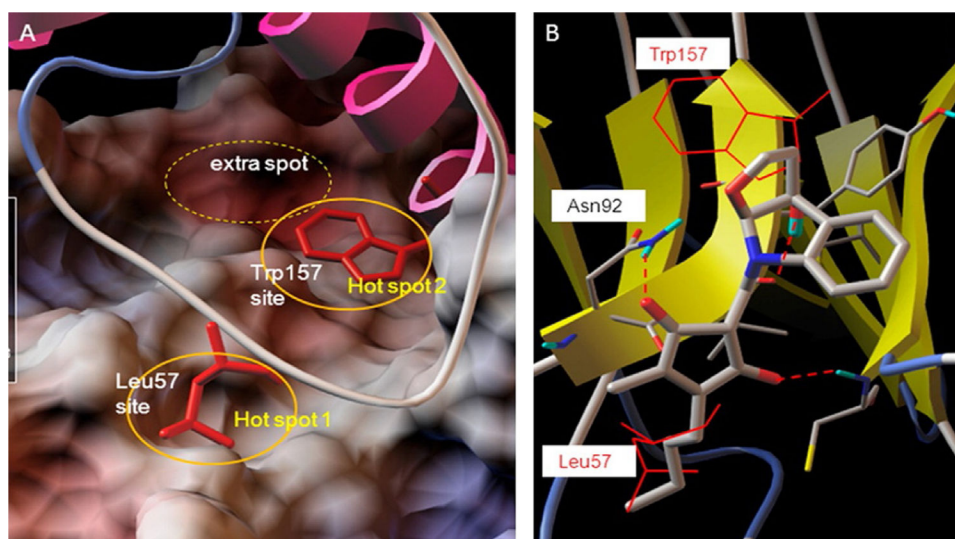 A
extra spot
Trp157
site
Hot spot 2
Leu57
site
Hot spot 1
B
Trp157
Asn92
Leu57